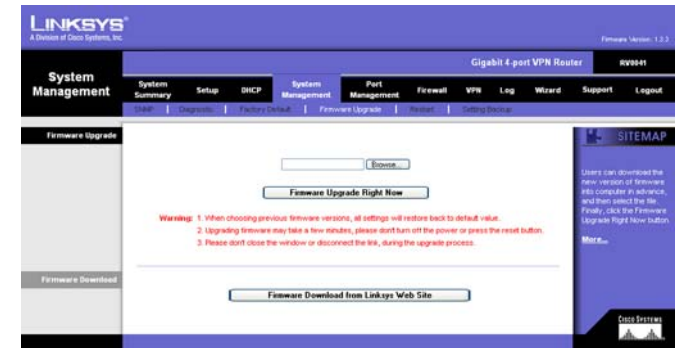 LINKSYS®
A Division of Cisco Systems, Inc.
Firmware Version: 1.3.3
Gigabit 4-port VPN Router
RV0041
System Management
System Summary
Setup
DHCP
System Management
Port Management
Firewall
VPN
Log
Wizard
Support
Logout
SNMP | Diagnostic | Factory Default | Firmware Upgrade | Restart | Setting Backup
Firmware Upgrade
Browse...
Firmware Upgrade Right Now
Warning: 1. When choosing previous firmware versions, all settings will restore back to default value.
2. Upgrading firmware may take a few minutes, please don't turn off the power or press the reset button.
3. Please don't close the window or disconnect the link, during the upgrade process.
Firmware Download
Firmware Download from Linksys Web Site
SITEMAP
Users can download the
new version of firmware
into computer in advance,
and then select the file.
Finally, click the Firmware
Upgrade Right Now button.
More...
CISCO SYSTEMS